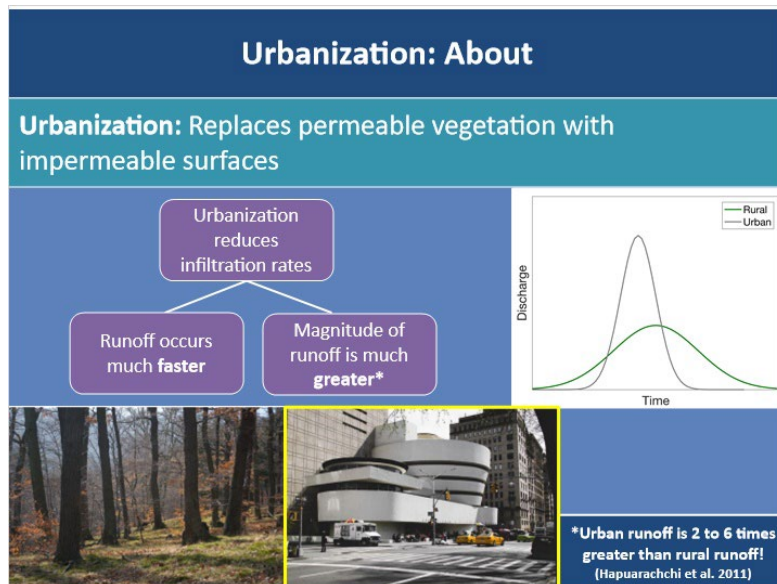 Urbanization: About
Urbanization: Replaces permeable vegetation with
impermeable surfaces
Urbanization
reduces
infiltration rates
Runoff occurs
much faster
Magnitude of
runoff is much
greater*
Rural
Urban
Discharge
Time
*Urban runoff is 2 to 6 times
greater than rural runoff!
(Hapuarachchi et al. 2011)